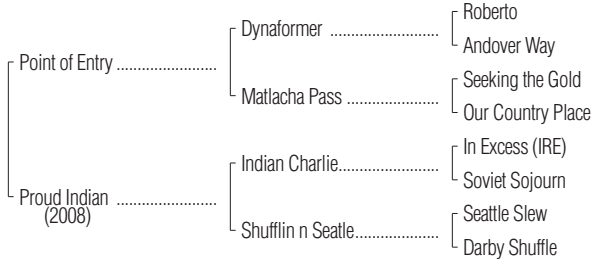 Roberto
Dynaformer ........................
Andover Way
Point of Entry ......................
Seeking the Gold
Matlacha Pass ....................
Our Country Place
In Excess (IRE)
Indian Charlie......................
Soviet Sojourn
Proud Indian ......................
(2008)
Seattle Slew
Shufflin n Seatle..................
Darby Shuffle